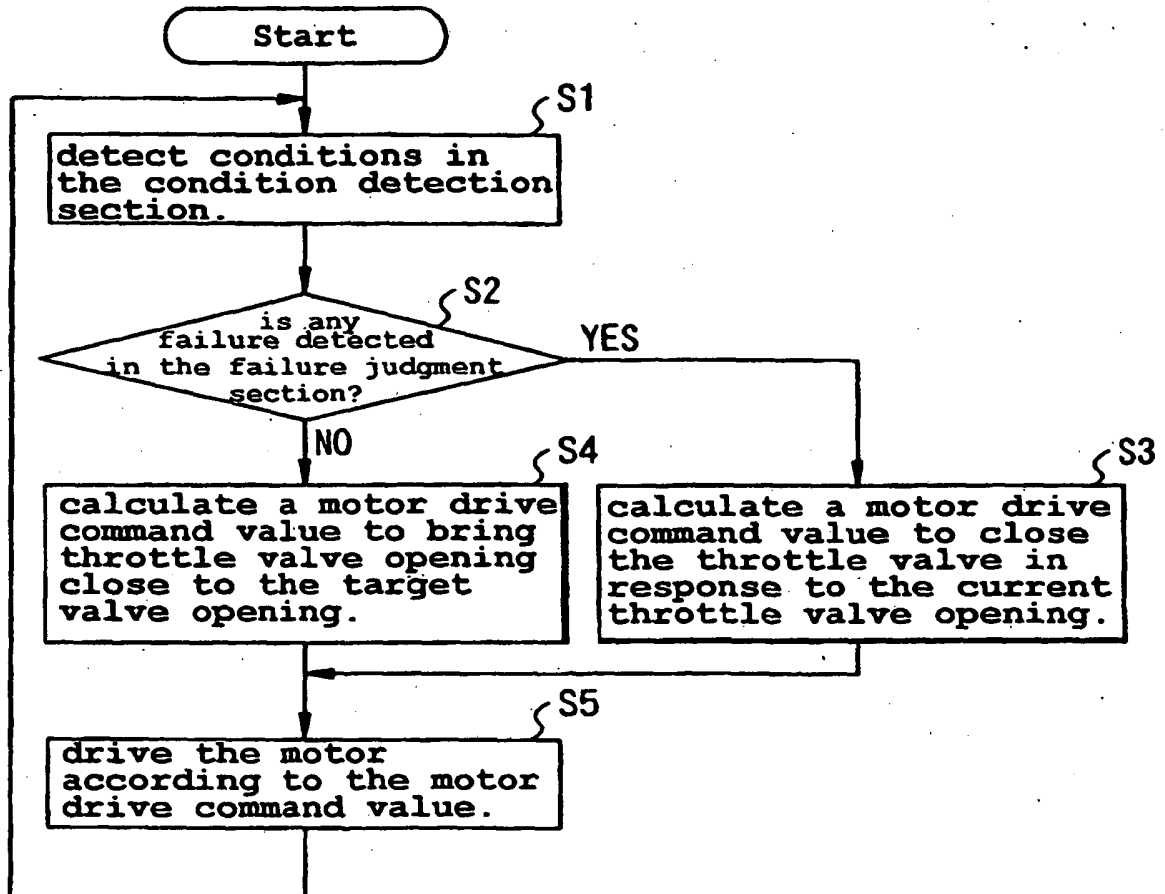 Start
S1
detect conditions in
the condition detection
section.
S2
is any
failure detected
in the failure judgment
section?
YES
NO
S4
calculate a motor drive
command value to bring
throttle valve opening
close to the target
valve opening.
S3
calculate a motor drive
command value to close
the throttle valve in
response to the current
throttle valve opening.
S5
drive the motor
according to the motor
drive command value.